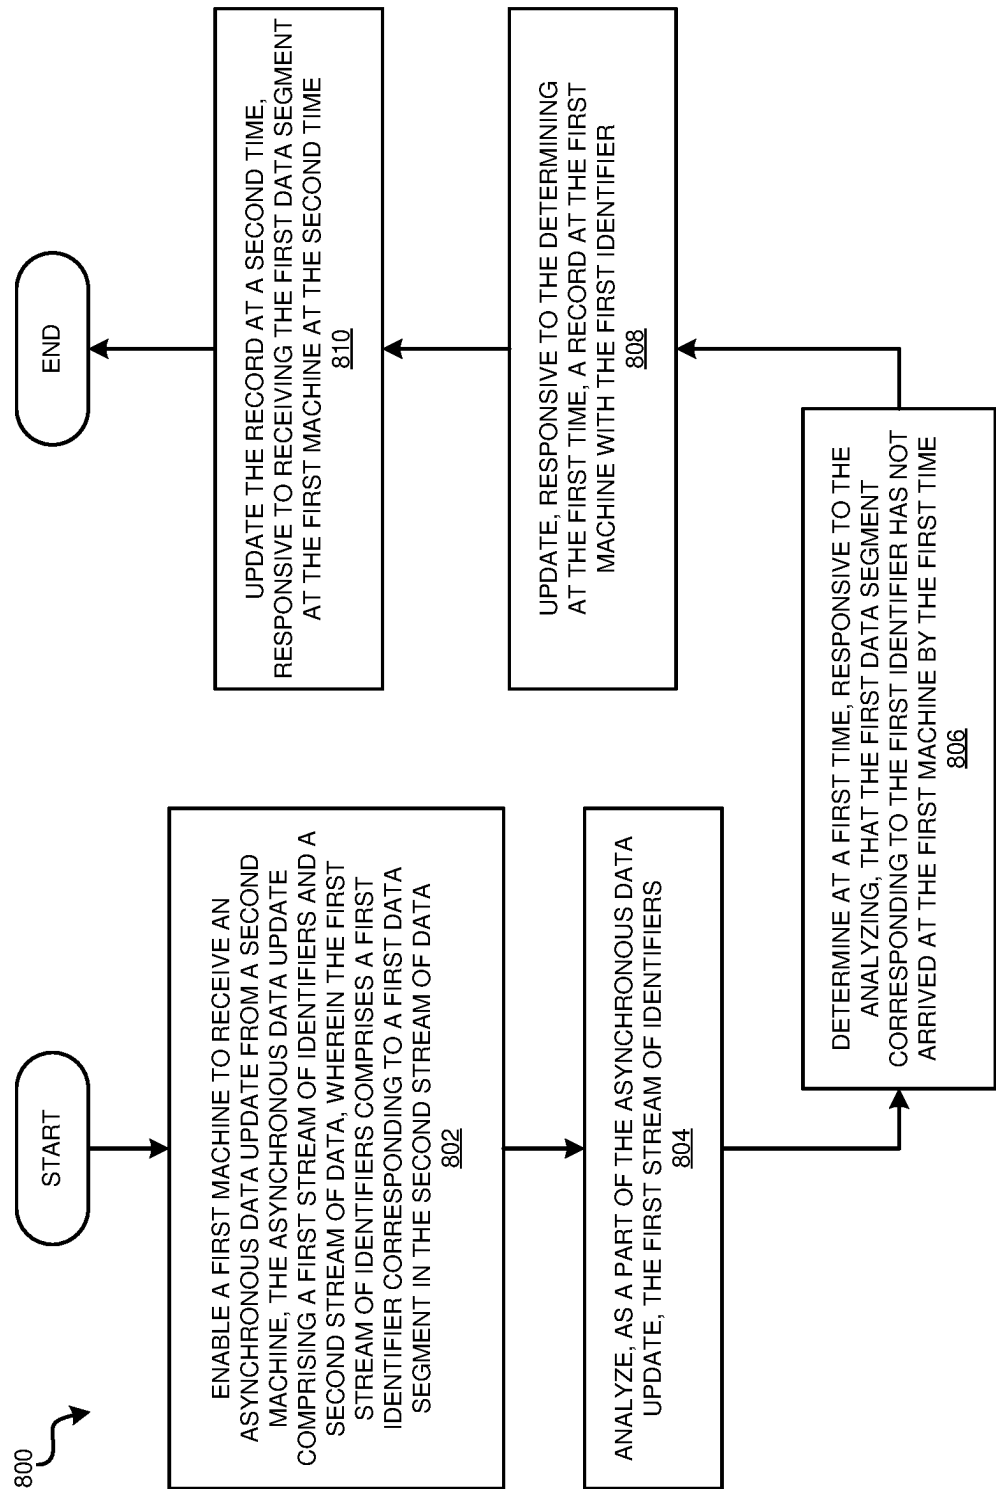 800
START
ENABLE A FIRST MACHINE TO RECEIVE AN
ASYNCHRONOUS DATA UPDATE FROM A SECOND
MACHINE, THE ASYNCHRONOUS DATA UPDATE
COMPRISING A FIRST STREAM OF IDENTIFIERS AND A
SECOND STREAM OF DATA, WHEREIN THE FIRST
STREAM OF IDENTIFIERS COMPRISES A FIRST
IDENTIFIER CORRESPONDING TO A FIRST DATA
SEGMENT IN THE SECOND STREAM OF DATA
802
ANALYZE, AS A PART OF THE ASYNCHRONOUS DATA
UPDATE, THE FIRST STREAM OF IDENTIFIERS
804
DETERMINE AT A FIRST TIME, RESPONSIVE TO THE
ANALYZING, THAT THE FIRST DATA SEGMENT
CORRESPONDING TO THE FIRST IDENTIFIER HAS NOT
ARRIVED AT THE FIRST MACHINE BY THE FIRST TIME
806
UPDATE, RESPONSIVE TO THE DETERMINING
AT THE FIRST TIME, A RECORD AT THE FIRST
MACHINE WITH THE FIRST IDENTIFIER
808
UPDATE THE RECORD AT A SECOND TIME,
RESPONSIVE TO RECEIVING THE FIRST DATA SEGMENT
AT THE FIRST MACHINE AT THE SECOND TIME
810
END